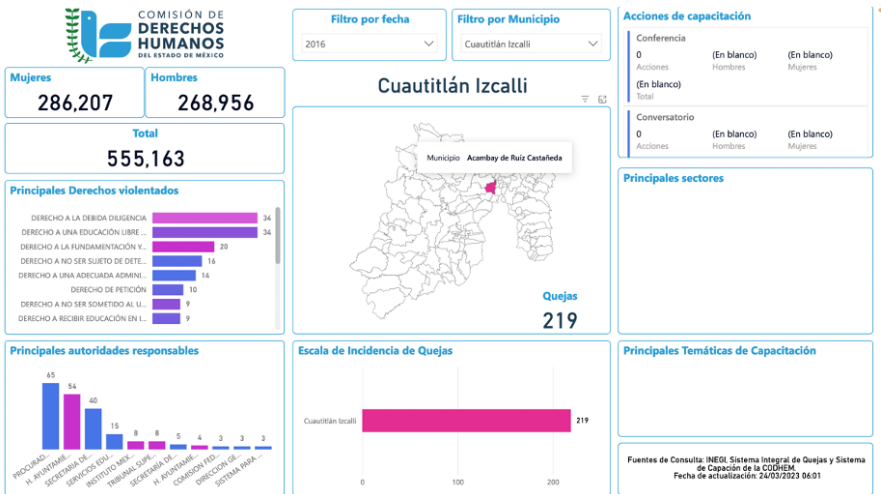 COMISIÓN DE
DERECHOS
HUMANOS
DEL ESTADO DE MÉXICO
Filtro por fecha
2016
Filtro por Municipio
Cuautitlán Izcalli
Mujeres
286,207
Hombres
268,956
Total
555,163
Cuautitlán Izcalli
Municipio Acambay de Ruíz Castañeda
Quejas
219
Principales Derechos violentados
DERECHO A LA DEBIDA DILIGENCIA 34
DERECHO A UNA EDUCACIÓN LIBRE ... 34
DERECHO A LA FUNDAMENTACIÓN Y... 20
DERECHO A NO SER SUJETO DE DETE... 16
DERECHO A UNA ADECUADA ADMINI... 14
DERECHO DE PETICIÓN 10
DERECHO A NO SER SOMETIDO AL U... 9
DERECHO A RECIBIR EDUCACIÓN EN I... 9
Principales autoridades responsables
65
54
40
15
8
8
5
4
3
3
3
PROCURAD...
H. AYUNTAMIE...
SECRETARIA DE...
SERVICIOS EDU...
INSTITUTO MEX...
TRIBUNAL SUPE...
SECRETARÍA DE...
H. AYUNTAMIE...
COMISION FED...
DIRECCION GE...
SISTEMA PARA ...
Escala de Incidencia de Quejas
Cuautitlán Izcalli 219
0 100 200
Acciones de capacitación
Conferencia
0 (En blanco) (En blanco)
Acciones Hombres Mujeres
(En blanco)
Total
Conversatorio
0 (En blanco) (En blanco)
Acciones Hombres Mujeres
Principales sectores
Principales Temáticas de Capacitación
Fuentes de Consulta: INEGI, Sistema Integral de Quejas y Sistema
de Capación de la CODHEM.
Fecha de actualización: 24/03/2023 06:01